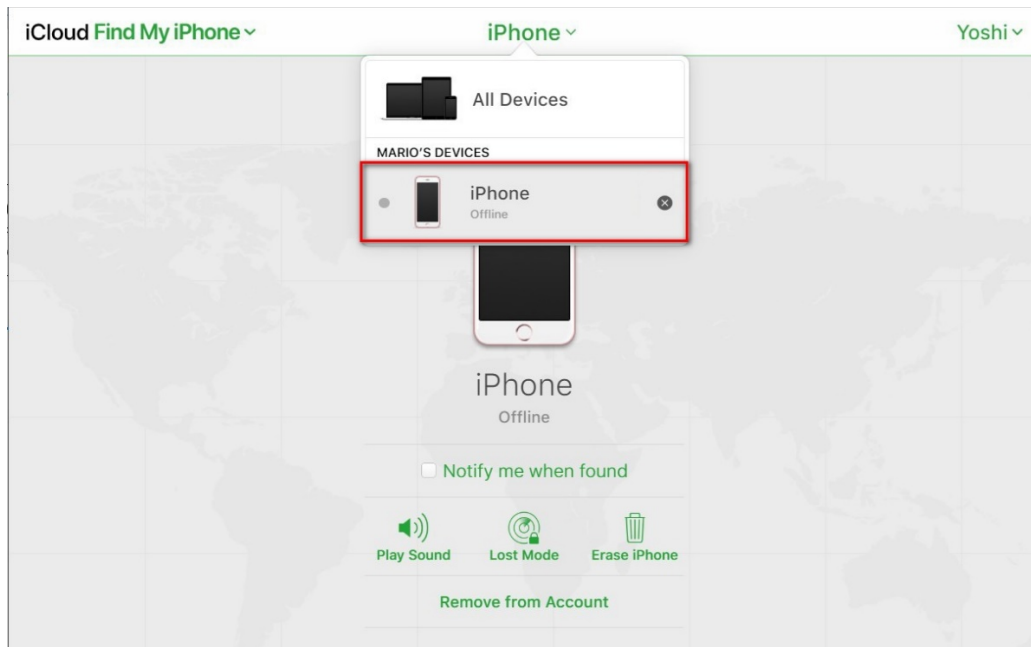 iCloud Find My iPhone
iPhone
Yoshi
All Devices
MARIO'S DEVICES
iPhone
Offline
iPhone
Offline
Notify me when found
Play Sound
Lost Mode
Erase iPhone
Remove from Account